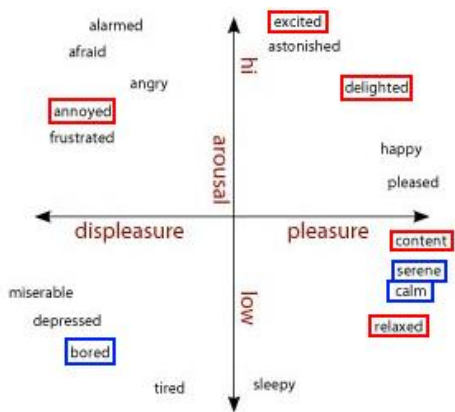 alarmed
excited
afraid
astonished
hi
angry
delighted
annoyed
frustrated
arousal
happy
pleased
displeasure
pleasure
content
serene
miserable
calm
low
depressed
relaxed
bored
tired
sleepy